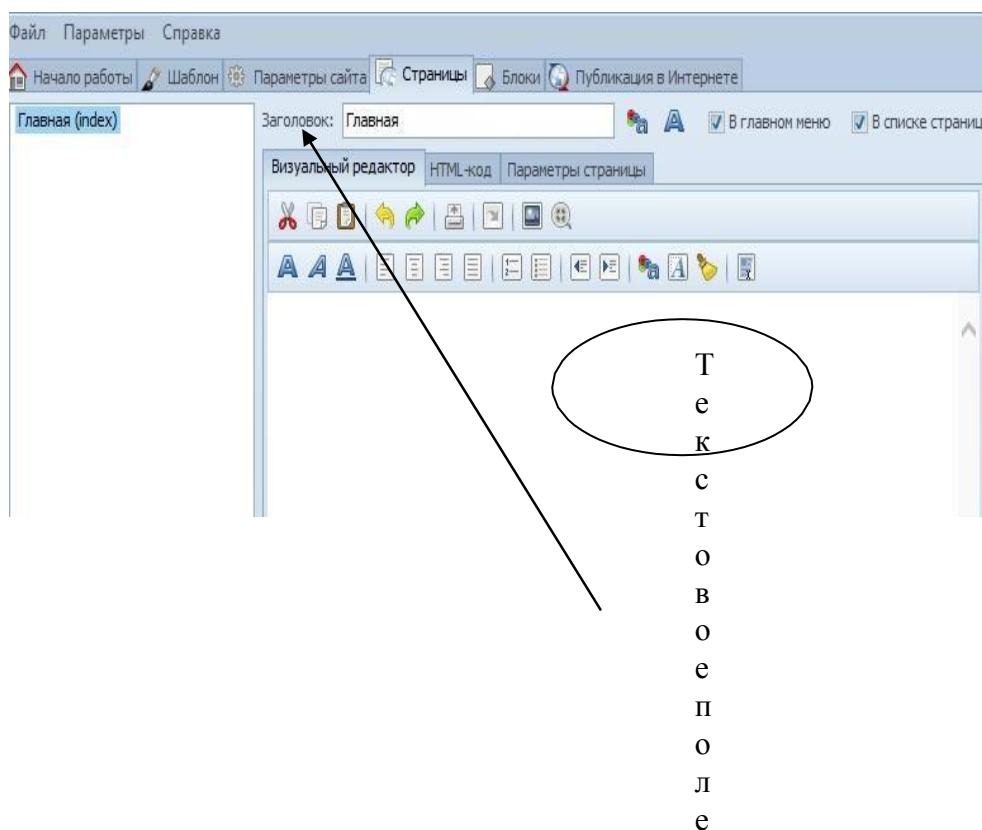 Файл Параметры Справка
Начало работы Шаблон Параметры сайта Страницы Блоки Публикация в Интернете
Главная (index)
Заголовок: Главная В главном меню В списке страниц
Визуальный редактор HTML-код Параметры страницы
Т
е
к
с
т
о
в
о
е
п
о
л
е